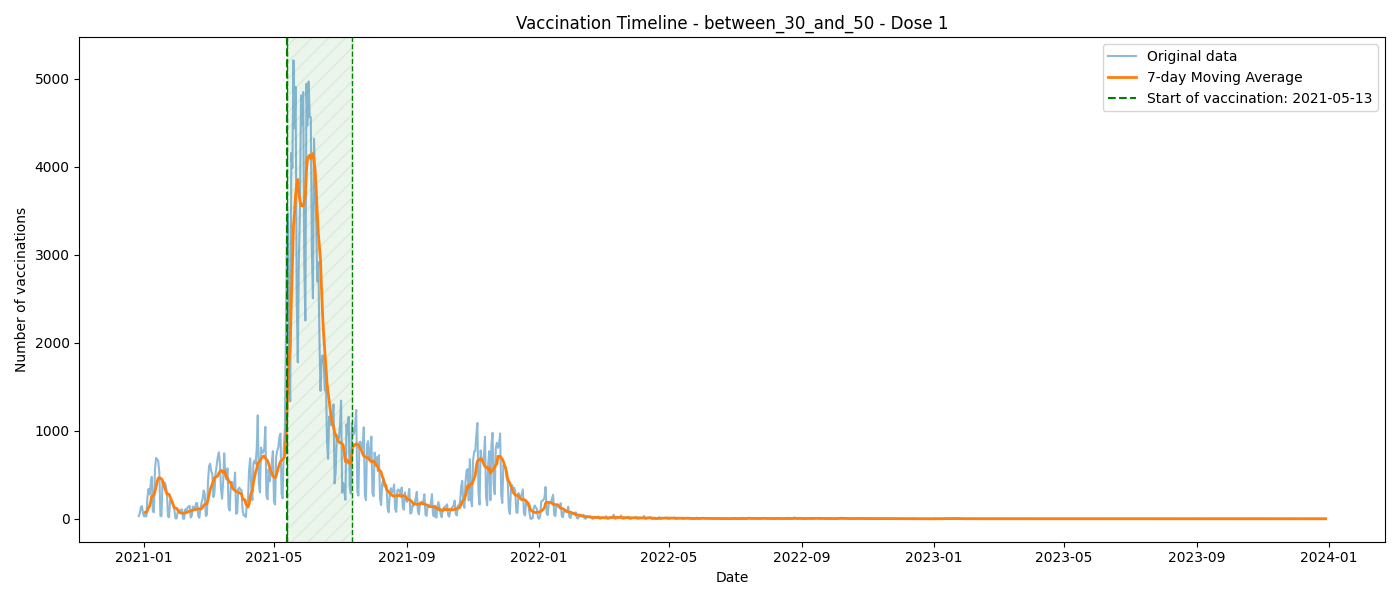 Vaccination Timeline - between_30_and_50 - Dose 1
Original data
7-day Moving Average
Start of vaccination: 2021-05-13
Number of vaccinations
5000
4000
3000
2000
1000
0
2021-01 2021-05 2021-09 2022-01 2022-05 2022-09 2023-01 2023-05 2023-09 2024-01
Date